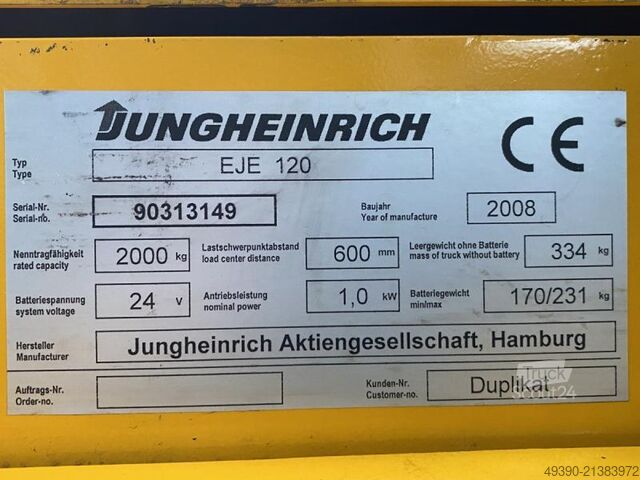 JUNGHEINRICH
CE
Typ
Type
EJE 120
Serial-Nr.
Serial-no.
90313149
Baujahr
Year of manufacture
2008
Nenntragfähigkeit
rated capacity
2000 kg
Lastschwerpunktabstand
load center distance
600 mm
Leergewicht ohne Batterie
mass of truck without battery
334 kg
Batteriespannung
system voltage
24 V
Antriebsleistung
nominal power
1,0 kW
Batteriegewicht
min/max
170/231 kg
Hersteller
Manufacturer
Jungheinrich Aktiengesellschaft, Hamburg
Auftrags-Nr.
Order-no.
Kunden-Nr.
Customer-no.
Duplikat
Truck
Scout24
49390-21383972